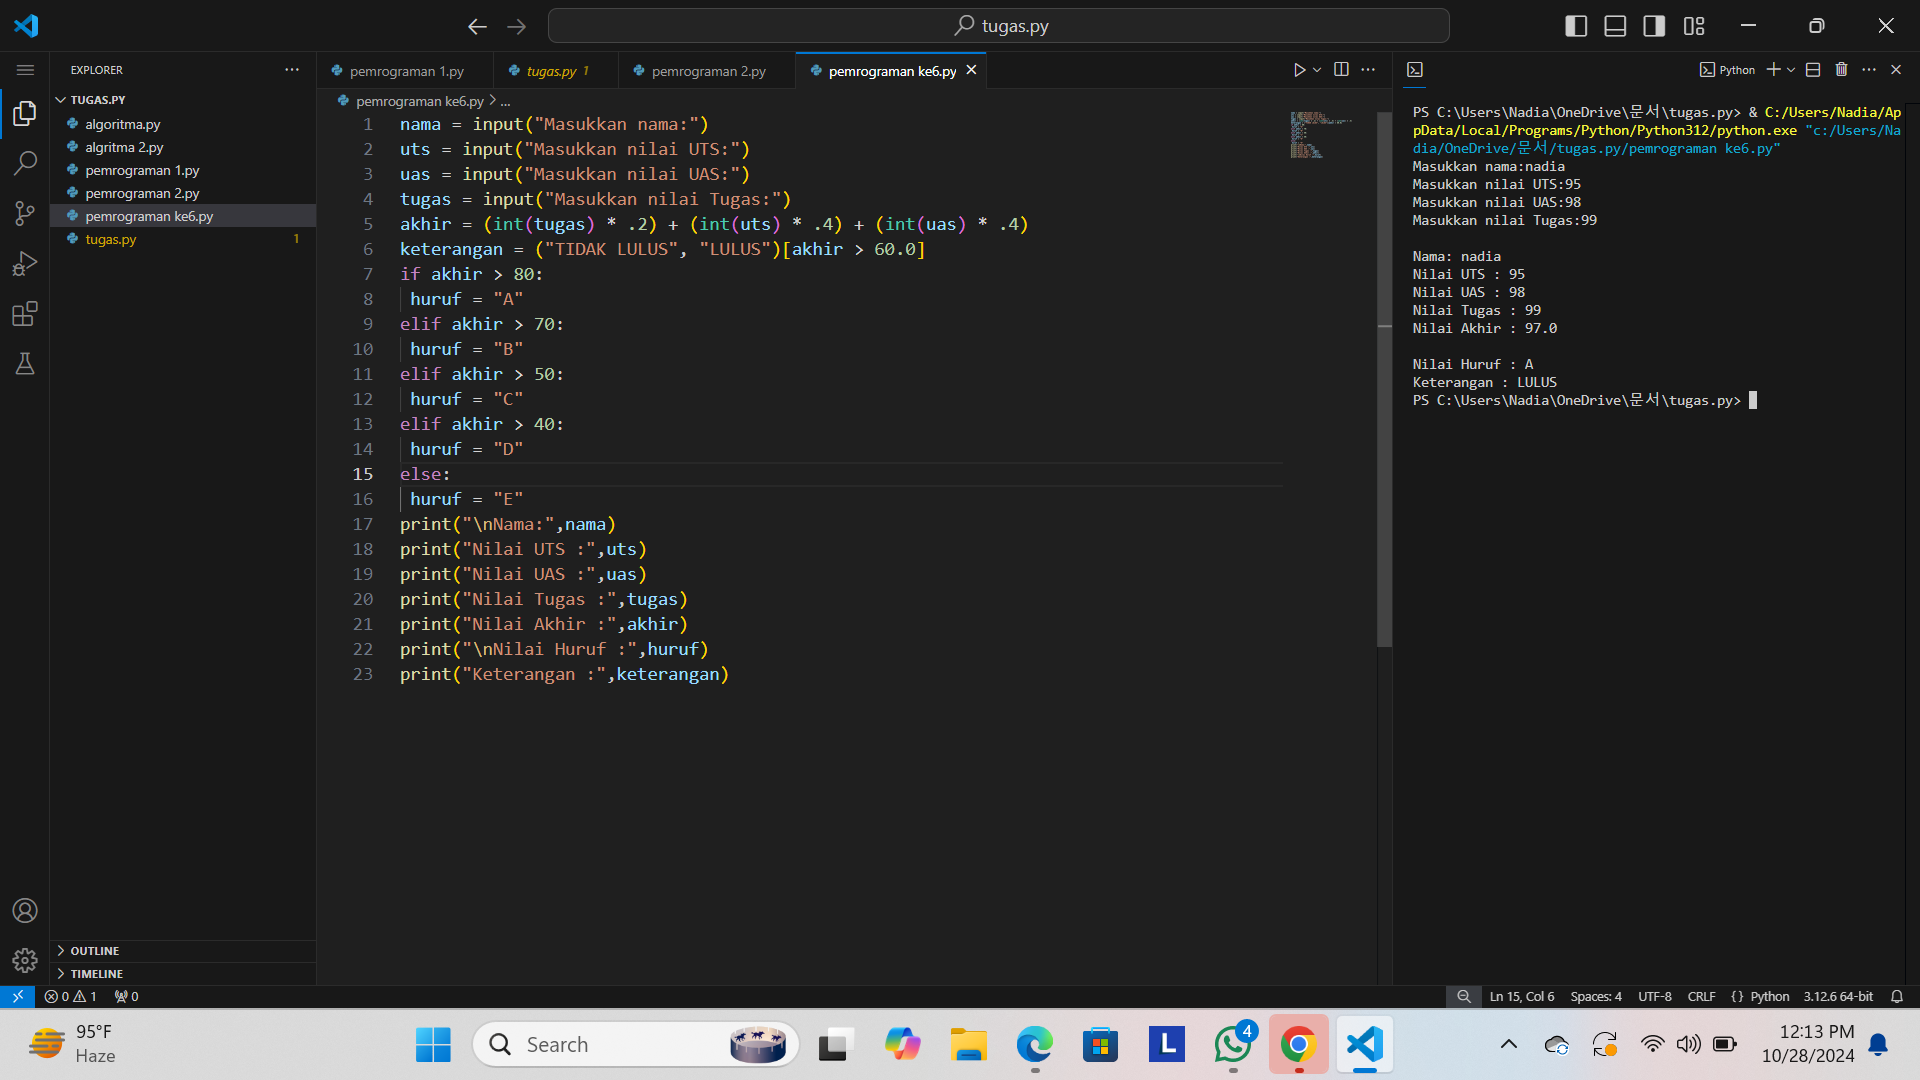 tugas.py
EXPLORER
TUGAS.PY
algoritma.py
algritma 2.py
pemrograman 1.py
pemrograman 2.py
pemrograman ke6.py
tugas.py 1
OUTLINE
TIMELINE
pemrograman 1.py
tugas.py 1
pemrograman 2.py
pemrograman ke6.py
pemrograman ke6.py > ...
1 nama = input("Masukkan nama:")
2 uts = input("Masukkan nilai UTS:")
3 uas = input("Masukkan nilai UAS:")
4 tugas = input("Masukkan nilai Tugas:")
5 akhir = (int(tugas) * .2) + (int(uts) * .4) + (int(uas) * .4)
6 keterangan = ("TIDAK LULUS", "LULUS")[akhir > 60.0]
7 if akhir > 80:
8 huruf = "A"
9 elif akhir > 70:
10 huruf = "B"
11 elif akhir > 50:
12 huruf = "C"
13 elif akhir > 40:
14 huruf = "D"
15 else:
16 huruf = "E"
17 print("\nNama:",nama)
18 print("Nilai UTS :",uts)
19 print("Nilai UAS :",uas)
20 print("Nilai Tugas :",tugas)
21 print("Nilai Akhir :",akhir)
22 print("\nNilai Huruf :",huruf)
23 print("Keterangan :",keterangan)
Python
PS C:\Users\Nadia\OneDrive\문서\tugas.py> & C:/Users/Nadia/Ap
pData/Local/Programs/Python/Python312/python.exe "c:/Users/Na
dia/OneDrive/문서/tugas.py/pemrograman ke6.py"
Masukkan nama:nadia
Masukkan nilai UTS:95
Masukkan nilai UAS:98
Masukkan nilai Tugas:99
Nama: nadia
Nilai UTS : 95
Nilai UAS : 98
Nilai Tugas : 99
Nilai Akhir : 97.0
Nilai Huruf : A
Keterangan : LULUS
PS C:\Users\Nadia\OneDrive\문서\tugas.py>
0 1 0
Ln 15, Col 6 Spaces: 4 UTF-8 CRLF {} Python 3.12.6 64-bit
95°F
Haze
Search
L
4
12:13 PM
10/28/2024